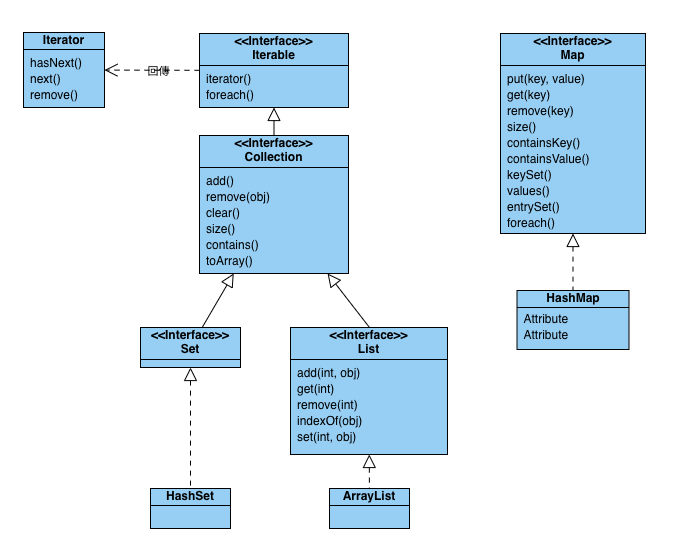 Iterator
hasNext()
next()
remove()
回傳
<<Interface>>
Iterable
iterator()
foreach()
<<Interface>>
Map
put(key, value)
get(key)
remove(key)
size()
containsKey()
containsValue()
keySet()
values()
entrySet()
foreach()
<<Interface>>
Collection
add()
remove(obj)
clear()
size()
contains()
toArray()
HashMap
Attribute
Attribute
<<Interface>>
Set
<<Interface>>
List
add(int, obj)
get(int)
remove(int)
indexOf(obj)
set(int, obj)
HashSet
ArrayList